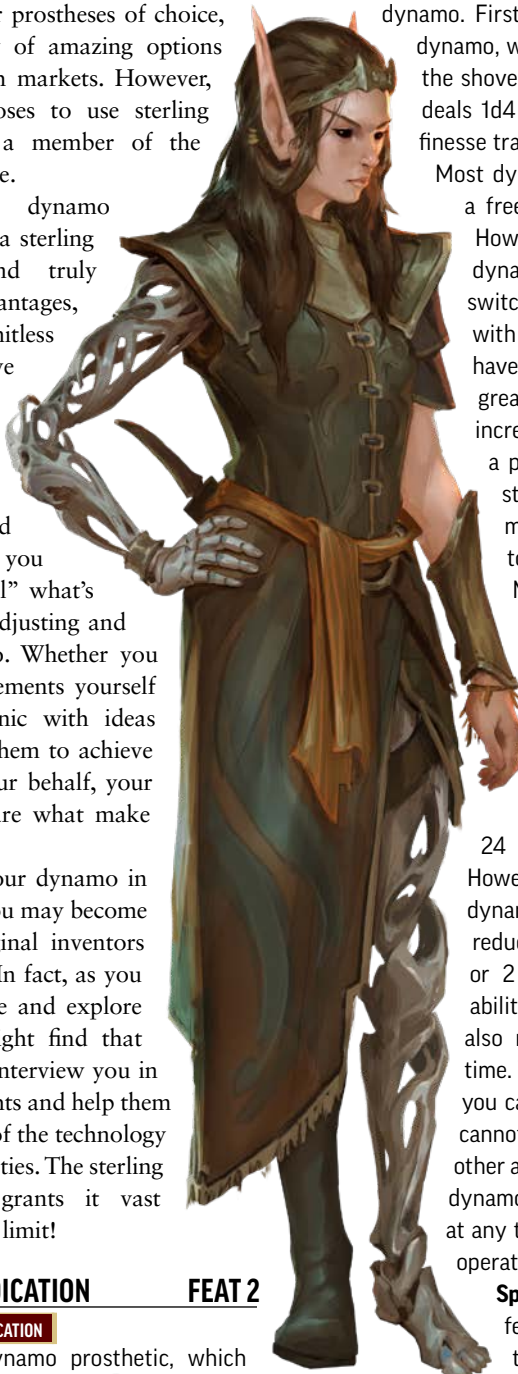 r prostheses of choice,
of amazing options
n markets. However,
oses to use sterling
a member of the
e.
dynamo
a sterling
nd truly
antages,
nitless
ve
d
you
l” what’s
djusting and
o. Whether you
ements yourself
nic with ideas
hem to achieve
ur behalf, your
are what make
our dynamo in
ou may become
ginal inventors
In fact, as you
e and explore
ight find that
interview you in
nts and help them
of the technology
ties. The sterling
grants it vast
limit!
DICATION FEAT 2
CATION
ynamo prosthetic, which
dynamo. First
dynamo, w
the shove
deals 1d4
finesse tra
Most dy
a free
How
dyna
switc
with
have
grea
incre
a p
st
m
to
N
24
Howe
dynam
reduc
or 2
abilit
also r
time.
you ca
cannot
other a
dynamo
at any t
operat
Sp
fe
t